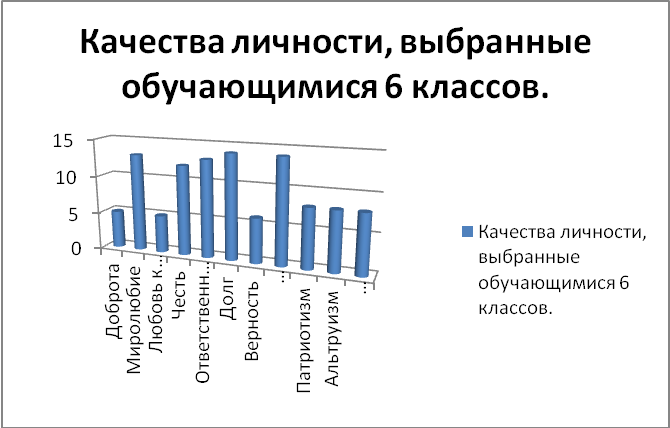 Качества личности, выбранные
обучающимися 6 классов.
15
10
5
0
Доброта
Миролюбие
Любовь к…
Честь
Ответственн…
Долг
Верность
…
Патриотизм
Альтруизм
…
Качества личности,
выбранные
обучающимися 6
классов.